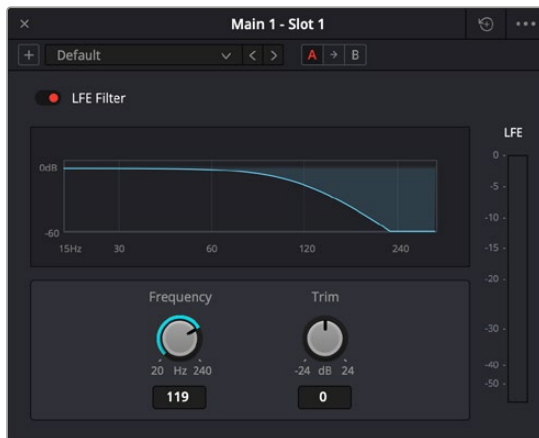 × Main 1 - Slot 1 •••
+ Default < > A → B
LFE Filter
LFE
0dB
-60
15Hz 30 60 120 240
0
-5
-10
-15
-20
-30
-40
-50
Frequency Trim
20 Hz 240 -24 dB 24
119 0